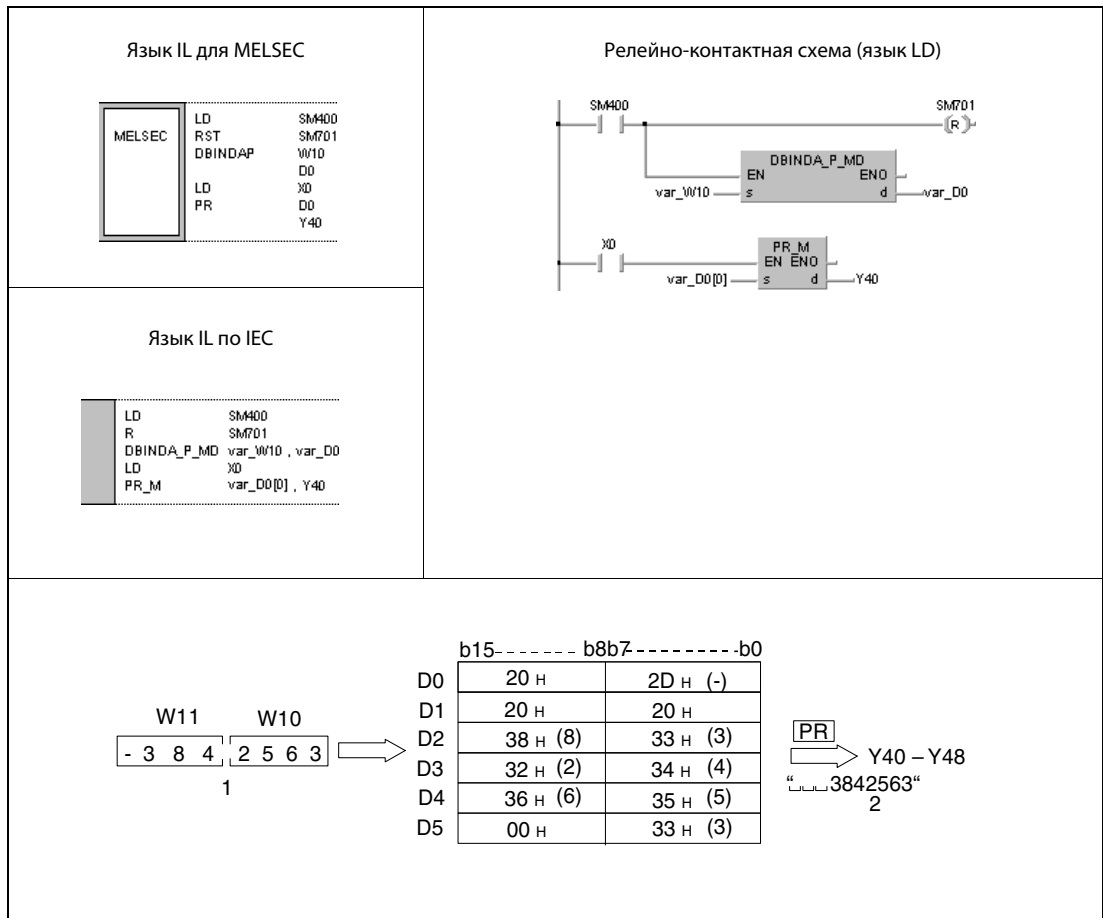 Язык IL для MELSEC
MELSEC
LD SM400
RST SM701
DBINDAP W10
D0
LD X0
PR D0
Y40
Язык IL по IEC
LD SM400
R SM701
DBINDA_P_MD var_W10 , var_D0
LD X0
PR_M var_D0[0] , Y40
Релейно-контактная схема (язык LD)
SM400 SM701
R
DBINDA_P_MD
EN ENO
var_W10 s d var_D0
X0 PR_M
EN ENO
var_D0[0] s d Y40
b15- - - - - - - b8b7- - - - - - - - - -b0
D0 20 H 2D H (-)
D1 20 H 20 H
D2 38 H (8) 33 H (3)
D3 32 H (2) 34 H (4)
D4 36 H (6) 35 H (5)
D5 00 H 33 H (3)
W11 W10
- 3 8 4 2 5 6 3
1
PR
Y40 – Y48
“␣␣␣3842563“
2